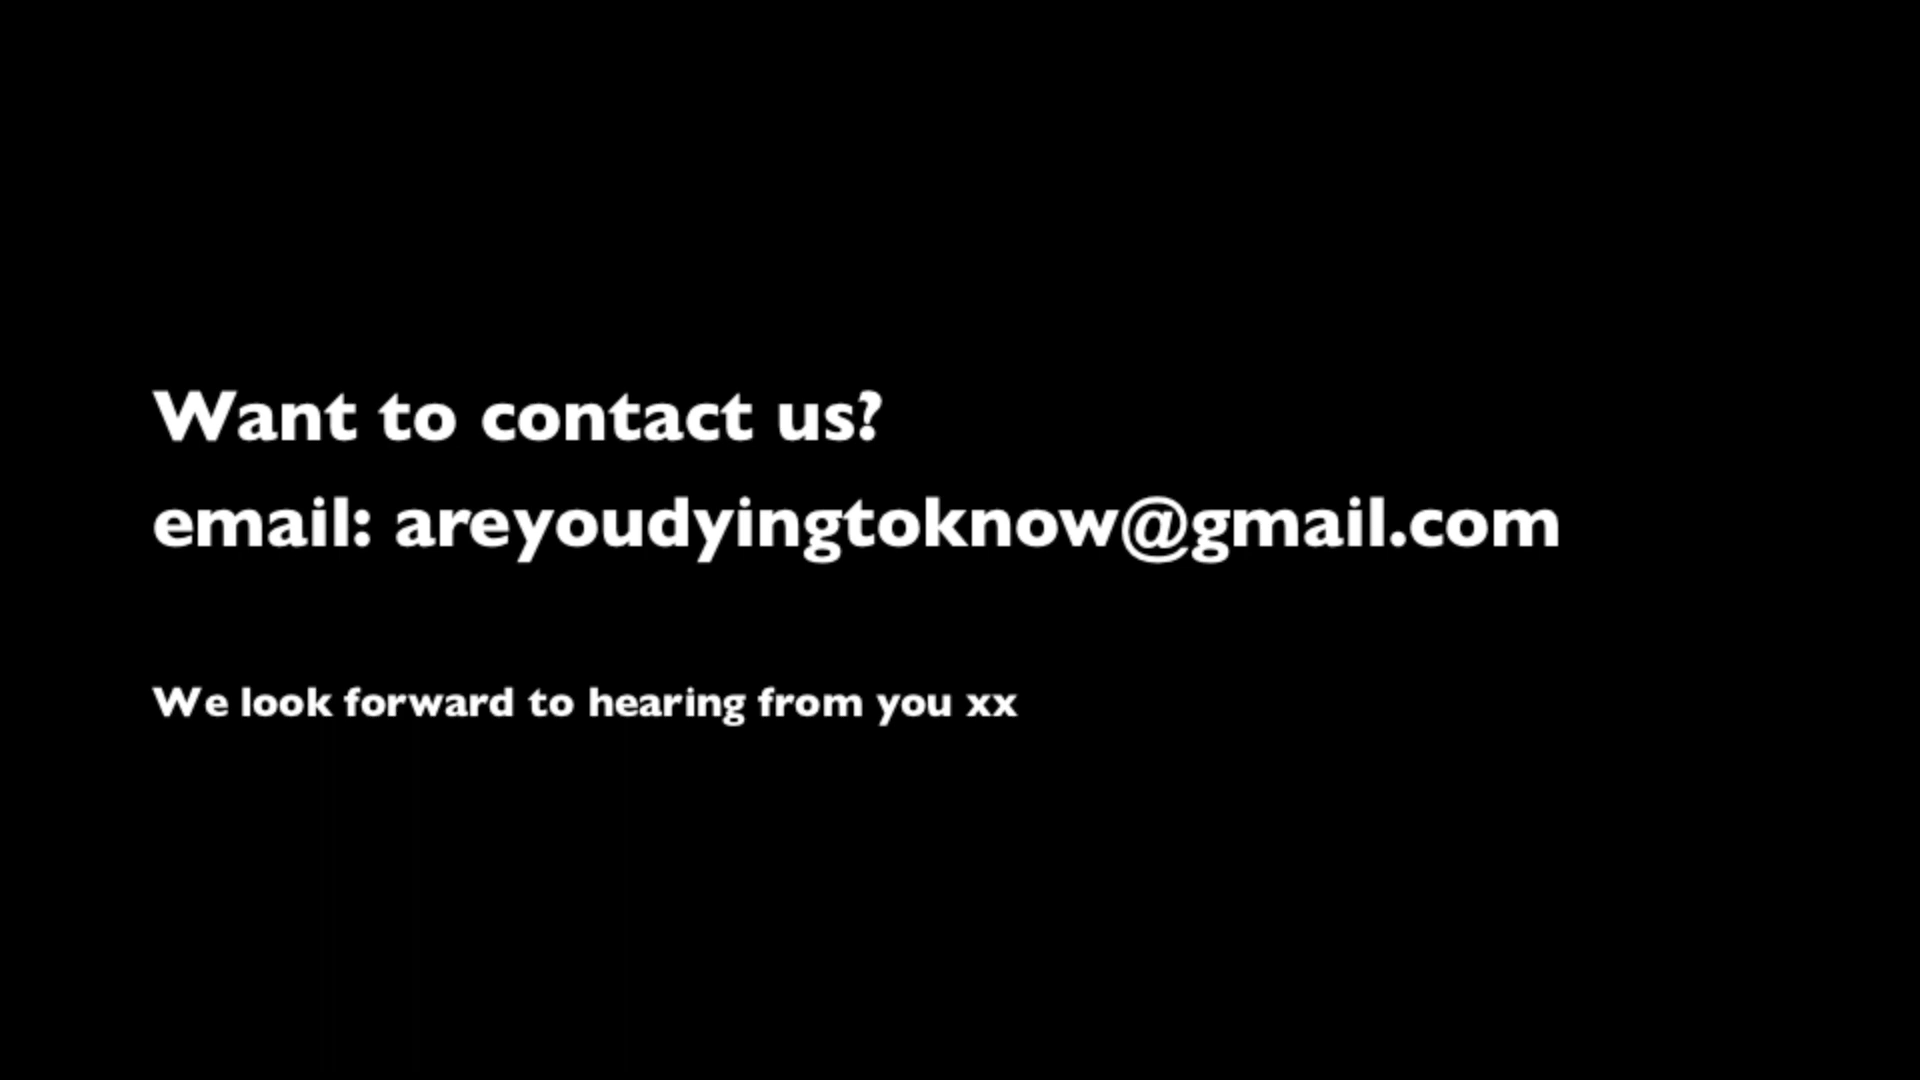 Want to contact us?
email: areyoudyingtoknow@gmail.com
We look forward to hearing from you xx